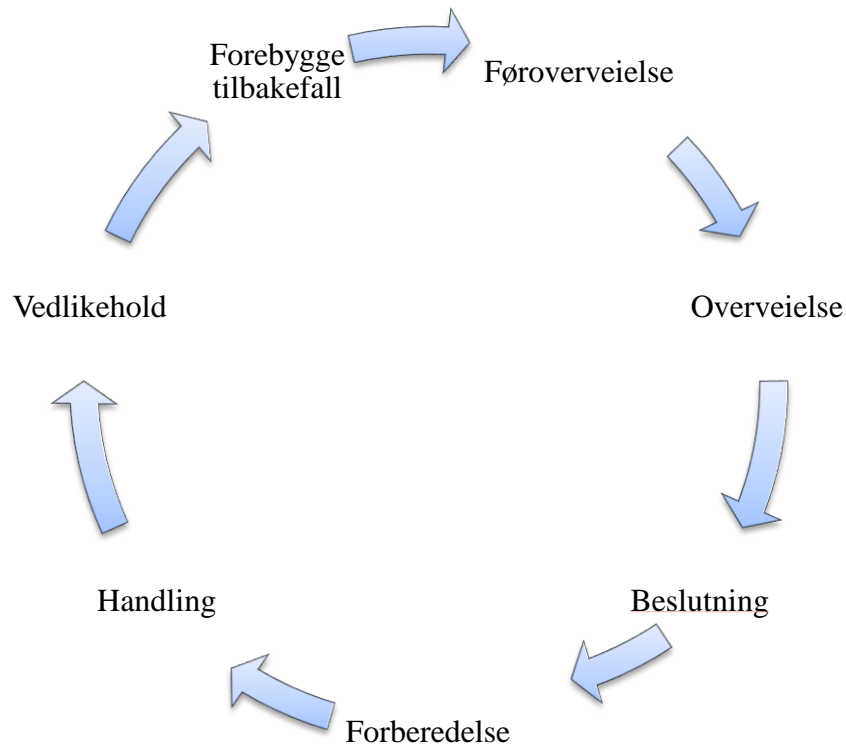 Forebygge
tilbakefall
Føroverveielse
Overveielse
Beslutning
Forberedelse
Handling
Vedlikehold